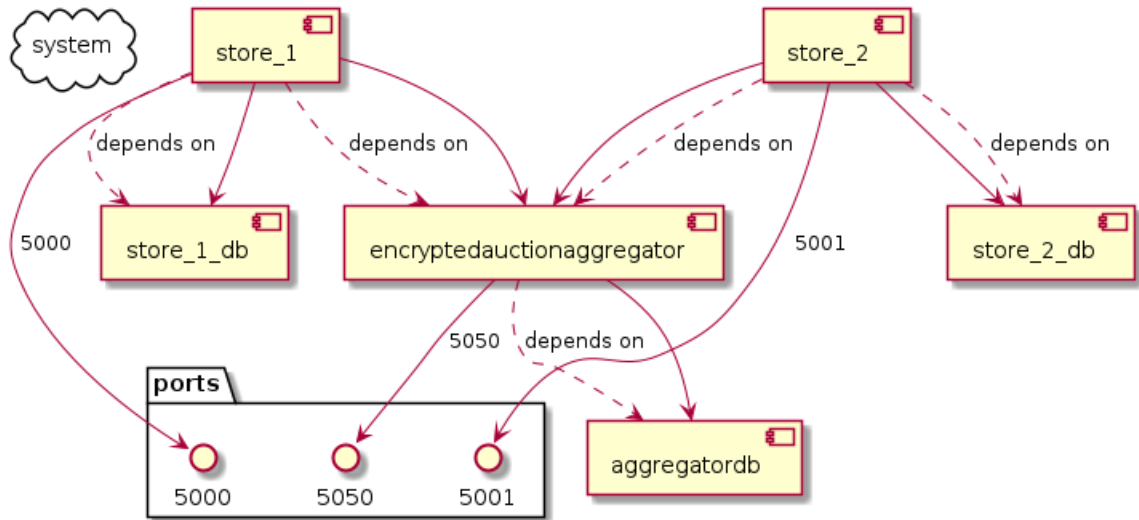 system
store_1
store_2
depends on
depends on
depends on
depends on
5000
store_1_db
encryptedauctionaggregator
5001
store_2_db
5050
depends on
ports
aggregatordb
5000
5050
5001